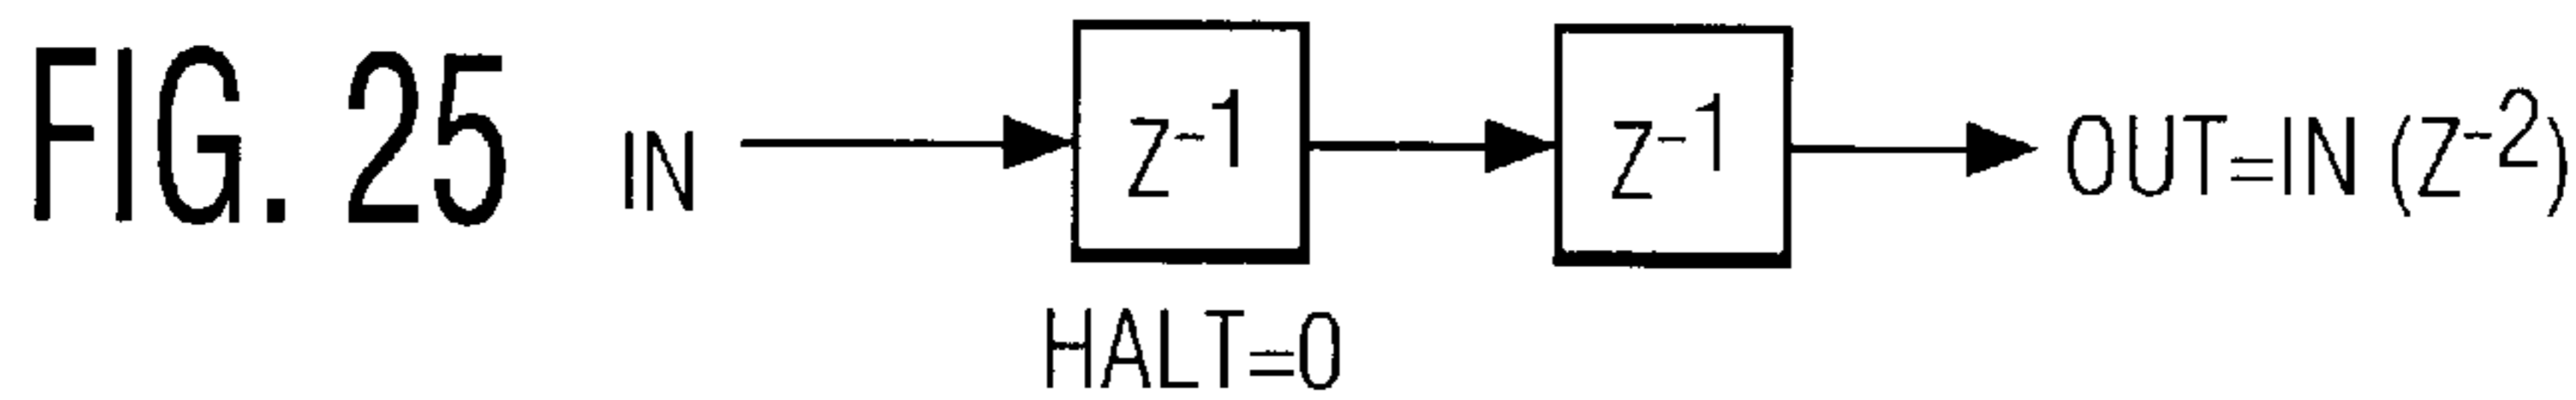 FIG. 25
IN Z⁻¹ Z⁻¹ OUT=IN (Z⁻²)
HALT=0